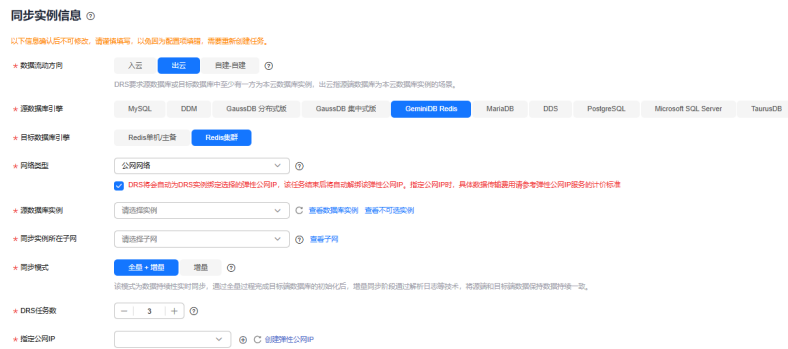 同步实例信息
以下信息确认后不可修改，请谨慎填写，以免因为配置项填错，需要重新创建任务。
* 数据流动方向 入云 出云 自建-自建
DRS要求源数据库或目标数据库中至少有一方为本云数据库实例，出云指源端数据库为本云数据库实例的场景。
* 源数据库引擎 MySQL DDM GaussDB 分布式版 GaussDB 集中式版 GeminiDB Redis MariaDB DDS PostgreSQL Microsoft SQL Server TaurusDB
* 目标数据库引擎 Redis单机/主备 Redis集群
* 网络类型 公网网络
DRS将会自动为DRS实例绑定选择的弹性公网IP，该任务结束后将自动解绑该弹性公网IP。指定公网IP时，具体数据传输费用请参考弹性公网IP服务的计价标准
* 源数据库实例 请选择实例 查看数据库实例 查看不可选实例
* 同步实例所在子网 请选择子网 查看子网
* 同步模式 全量 + 增量 增量
该模式为数据持续性实时同步，通过全量过程完成目标端数据库的初始化后，增量同步阶段通过解析日志等技术，将源端和目标端数据保持数据持续一致。
* DRS任务数 − 3 +
* 指定公网IP 创建弹性公网IP